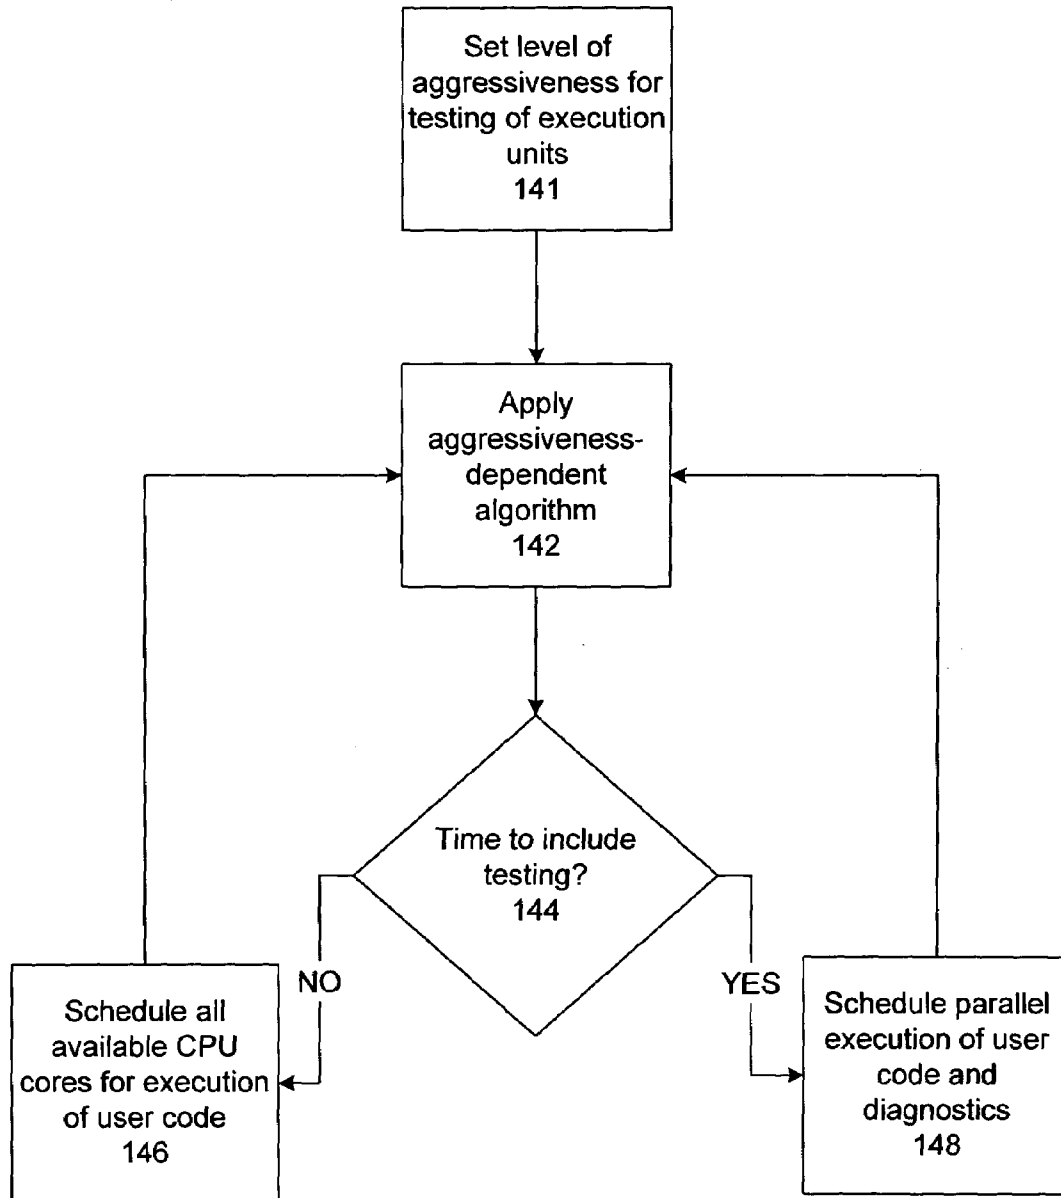 Set level of
aggressiveness for
testing of execution
units
141
Apply
aggressiveness-
dependent
algorithm
142
Time to include
testing?
144
NO
YES
Schedule all
available CPU
cores for execution
of user code
146
Schedule parallel
execution of user
code and
diagnostics
148